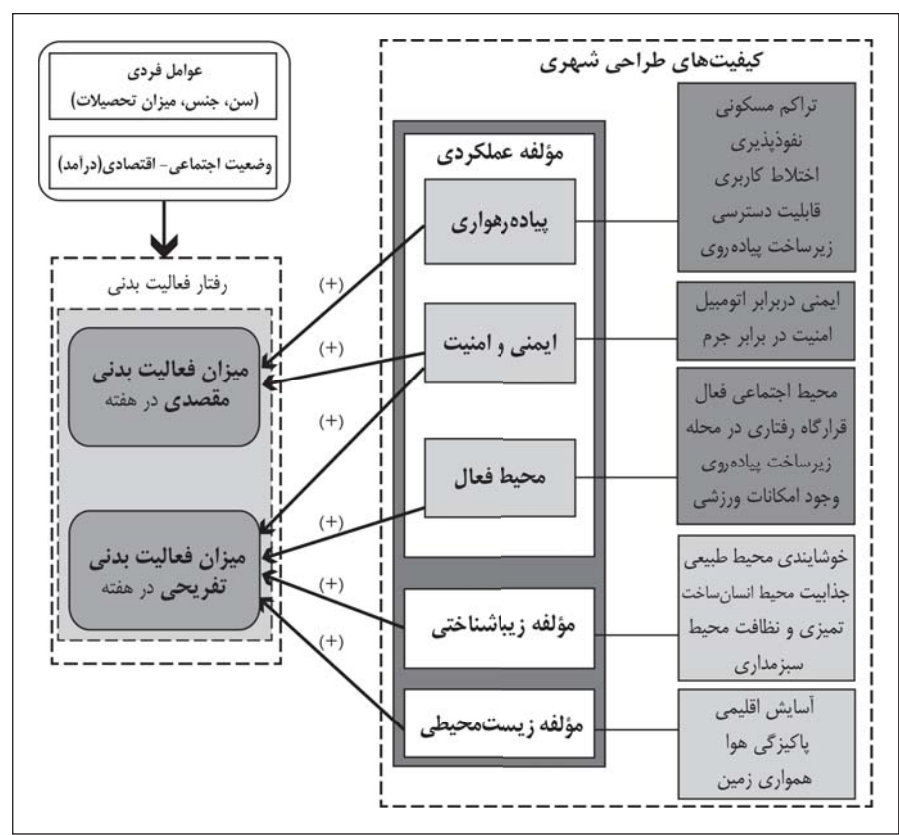 کیفیت‌های طراحی شهری
عوامل فردی
(سن، جنس، میزان تحصیلات)
وضعیت اجتماعی- اقتصادی(درآمد)
رفتار فعالیت بدنی
میزان فعالیت بدنی
مقصدی در هفته
میزان فعالیت بدنی
تفریحی در هفته
(+)
(+)
(+)
(+)
(+)
(+)
مؤلفه عملکردی
پیاده‌رهواری
ایمنی و امنیت
محیط فعال
مؤلفه زیباشناختی
مؤلفه زیست‌محیطی
تراکم مسکونی
نفوذپذیری
اختلاط کاربری
قابلیت دسترسی
زیرساخت پیاده‌روی
ایمنی دربرابر اتومبیل
امنیت در برابر جرم
محیط اجتماعی فعال
قرارگاه رفتاری در محله
زیرساخت پیاده‌روی
وجود امکانات ورزشی
خوشایندی محیط طبیعی
جذابیت محیط انسان‌ساخت
تمیزی و نظافت محیط
سبزمداری
آسایش اقلیمی
پاکیزگی هوا
همواری زمین